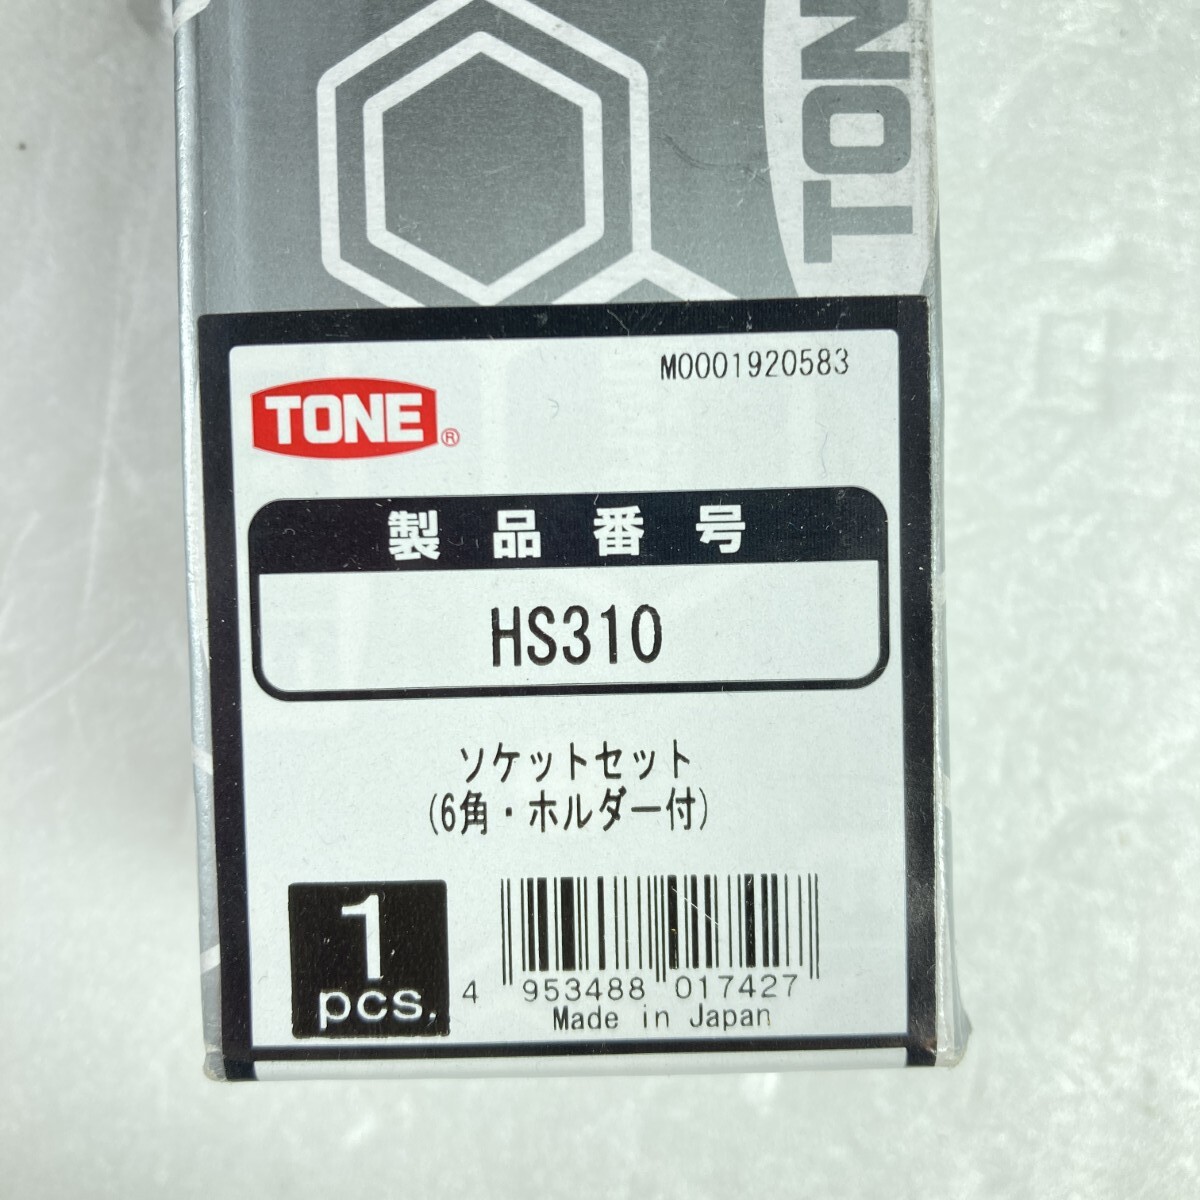 TON
M0001920583
TONE®
製品番号
HS310
ソケットセット
(6角・ホルダー付)
1
pcs.
4 953488 017427
Made in Japan